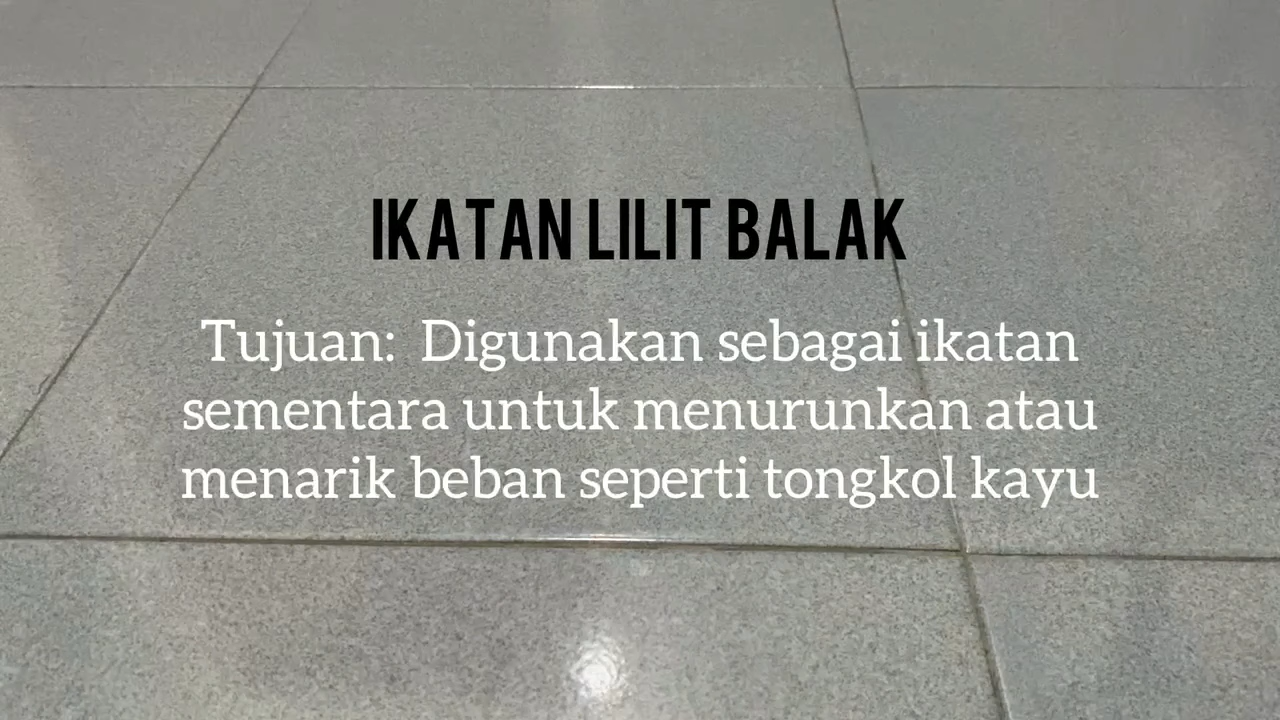 IKATAN LILIT BALAK
Tujuan: Digunakan sebagai ikatan
sementara untuk menurunkan atau
menarik beban seperti tongkol kayu